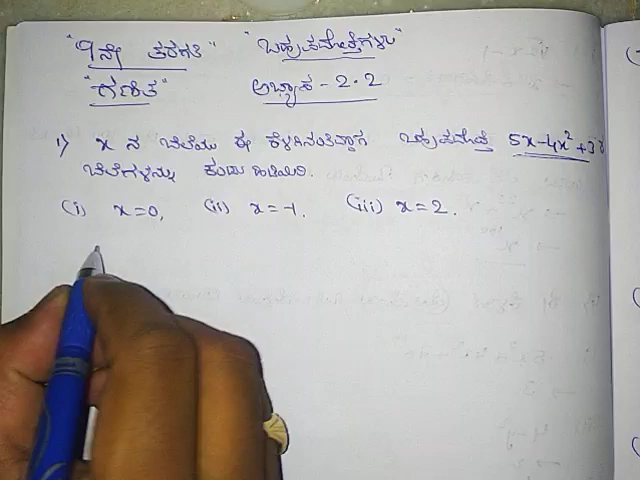 "9ನೇ ತರಗತಿ" "ಬಹುಪದೋಕ್ತಿಗಳು"
"ಗಣಿತ" ಅಭ್ಯಾಸ - 2.2
1) x ನ ಬೆಲೆಯು ಈ ಕೆಳಗಿನಂತಿದ್ದಾಗ ಬಹುಪದೋಕ್ತಿ 5x-4x²+3ರ
ಬೆಲೆಗಳನ್ನು ಕಂಡು ಹಿಡಿಯಿರಿ.
(i) x=0, (ii) x=-1. (iii) x=2.